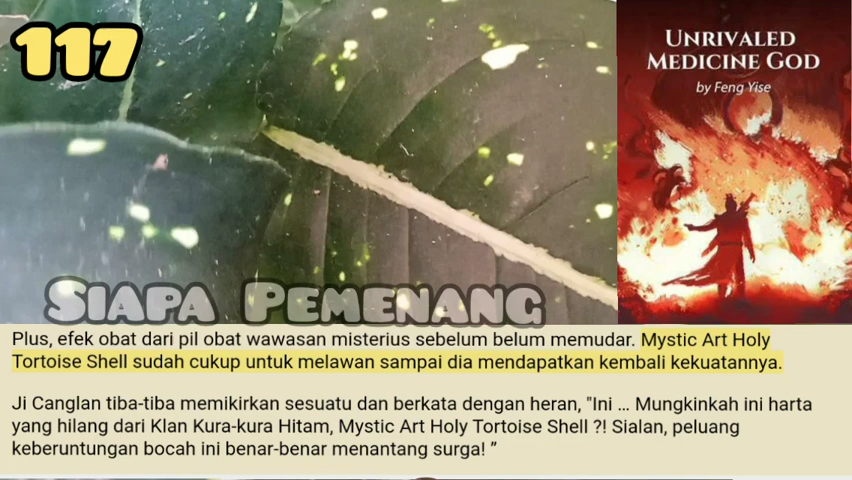 117
UNRIVALED
MEDICINE GOD
by Feng Yise
SIAPA PEMENANG
Plus, efek obat dari pil obat wawasan misterius sebelum belum memudar. Mystic Art Holy
Tortoise Shell sudah cukup untuk melawan sampai dia mendapatkan kembali kekuatannya.
Ji Canglan tiba-tiba memikirkan sesuatu dan berkata dengan heran, "Ini ... Mungkinkah ini harta
yang hilang dari Klan Kura-kura Hitam, Mystic Art Holy Tortoise Shell ?! Sialan, peluang
keberuntungan bocah ini benar-benar menantang surga! ”